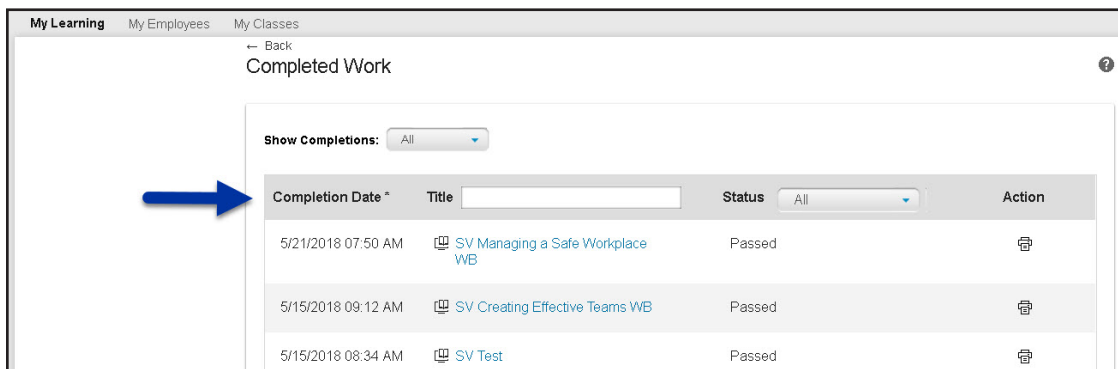 My Learning My Employees My Classes
← Back
Completed Work
Show Completions: All
Completion Date * Title Status All Action
5/21/2018 07:50 AM SV Managing a Safe Workplace WB Passed
5/15/2018 09:12 AM SV Creating Effective Teams WB Passed
5/15/2018 08:34 AM SV Test Passed